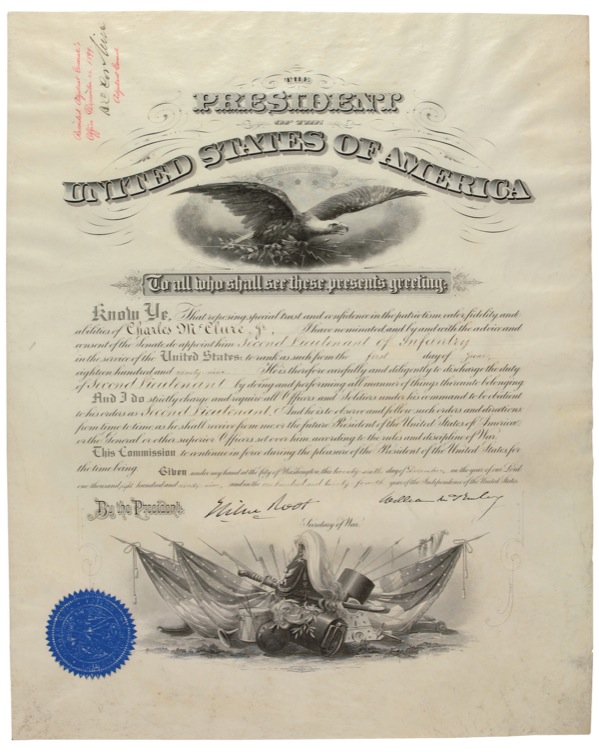 Adjutant General's
Office December 1899
Adjutant General
THE
PRESIDENT
OF THE
UNITED STATES OF AMERICA
To all who shall see these presents greeting:
Know Ye, That reposing special trust and confidence in the patriotism, valor, fidelity and
abilities of Charles McClure, Jr., I have nominated and by and with the advice and
consent of the Senate do appoint him Second Lieutenant of Infantry
in the service of the United States: to rank as such from the first day of June
eighteen hundred and ninety nine. He is therefore carefully and diligently to discharge the duty
of Second Lieutenant by doing and performing all manner of things thereunto belonging
And I do strictly charge and require all Officers and Soldiers under his command to be obedient
to his orders as Second Lieutenant And he is to observe and follow such orders and directions
from time to time, as he shall receive from me, or the future President of the United States of America,
or the General or other superior Officers set over him, according to the rules and discipline of War.
This Commission to continue in force during the pleasure of the President of the United States for
the time being.
Given under my hand at the City of Washington, this day of December in the year of our Lord
one thousand eight hundred and ninety nine, and in the one hundred and twenty fourth year of the Independence of the United States
By the President: Elihu Root William McKinley
Secretary of War.